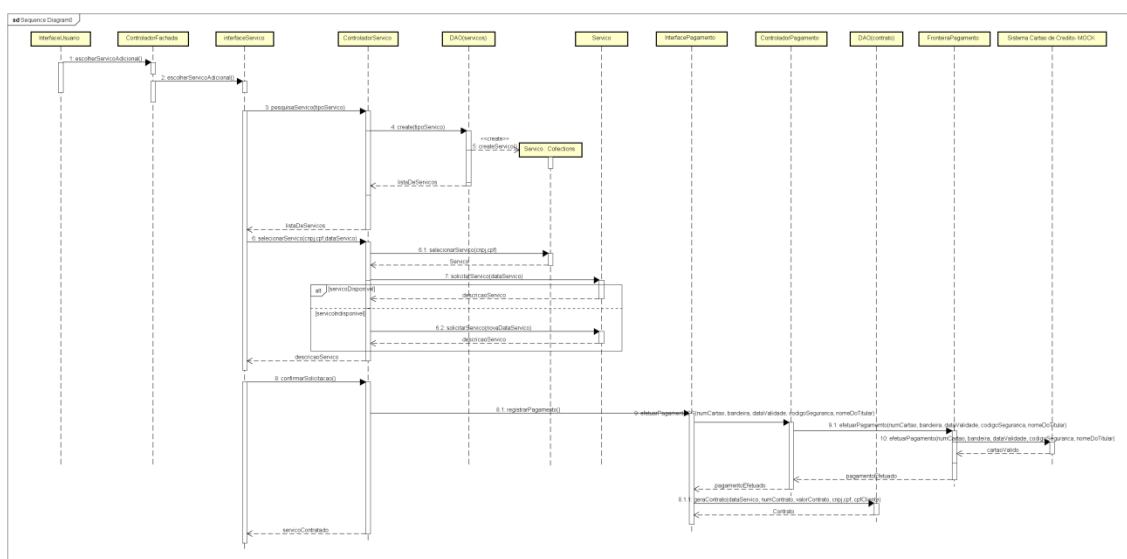 sd Sequence Diagram0
InterfaceUsuario
ControladorFachada
interfaceServico
ControladorServico
DAO(servicos)
Servico
InterfacePagamento
ControladorPagamento
DAO(contrato)
FronteiraPagamento
Sistema Cartao de Credito- MOCK
1: escolherServicoAdicional()
2: escolherServicoAdicional()
3: pesquisaServico(tipoServico)
4: create(tipoServico)
<<create>>
5: createServico()
Servico : Collections
listaDeServicos
listaDeServicos
6: selecionarServico(cnpj,cpf,dataServico)
6.1: selecionarServico(cnpj,cpf)
Servico
7: solicitarServico(dataServico)
alt
[servicoDisponivel]
descricaoServico
[servicoIndisponivel]
6.2: solicitarServico(novaDataServico)
descricaoServico
descricaoServico
8: confirmarSolicitacao()
8.1: registrarPagamento()
9: efetuarPagamento(numCartao, bandeira, dataValidade, codigoSeguranca, nomeDoTitular)
9.1: efetuarPagamento(numCartao, bandeira, dataValidade, codigoSeguranca, nomeDoTitular)
10: efetuarPagamento(numCartao, bandeira, dataValidade, codigoSeguranca, nomeDoTitular)
cartaoValido
pagamentoEfetuado
pagamentoEfetuado
8.1.1: geraContrato(dataServico, numContrato, valorContrato, cnpj,cpf, cpfCliente)
Contrato
servicoContratado